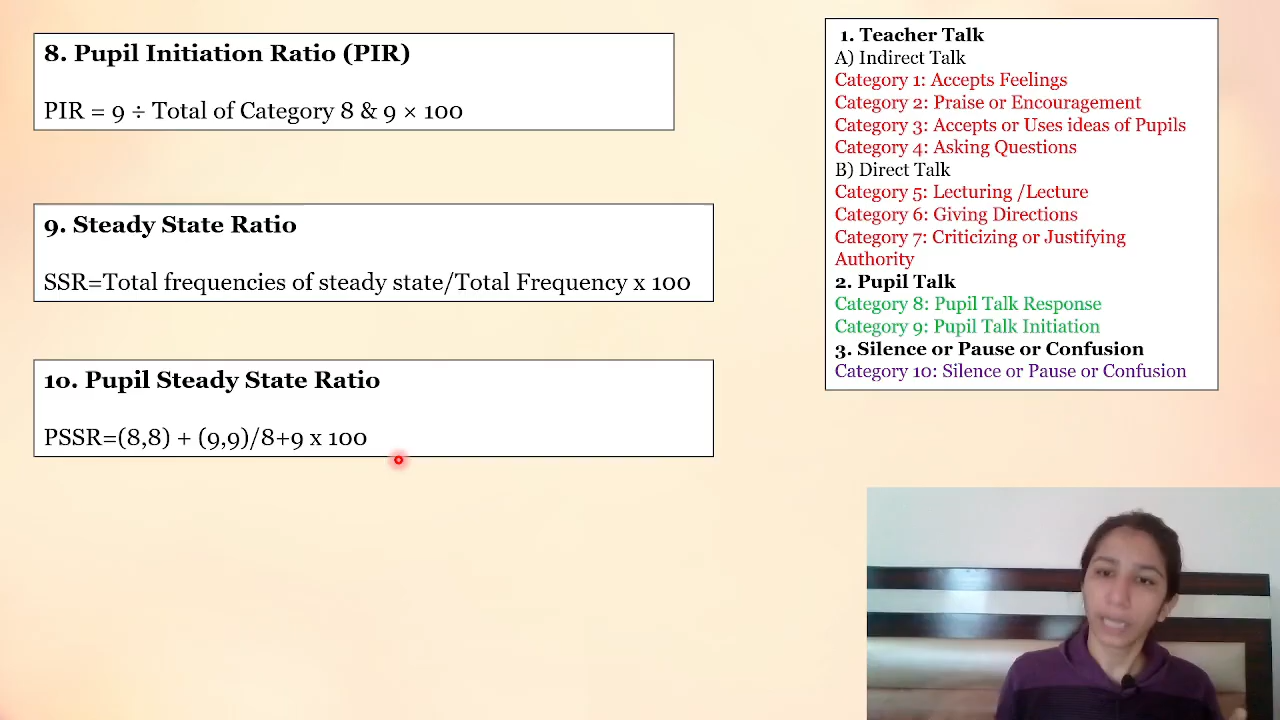 8. Pupil Initiation Ratio (PIR)
PIR = 9 ÷ Total of Category 8 & 9 × 100
9. Steady State Ratio
SSR=Total frequencies of steady state/Total Frequency x 100
10. Pupil Steady State Ratio
PSSR=(8,8) + (9,9)/8+9 x 100
1. Teacher Talk
A) Indirect Talk
Category 1: Accepts Feelings
Category 2: Praise or Encouragement
Category 3: Accepts or Uses ideas of Pupils
Category 4: Asking Questions
B) Direct Talk
Category 5: Lecturing /Lecture
Category 6: Giving Directions
Category 7: Criticizing or Justifying
Authority
2. Pupil Talk
Category 8: Pupil Talk Response
Category 9: Pupil Talk Initiation
3. Silence or Pause or Confusion
Category 10: Silence or Pause or Confusion